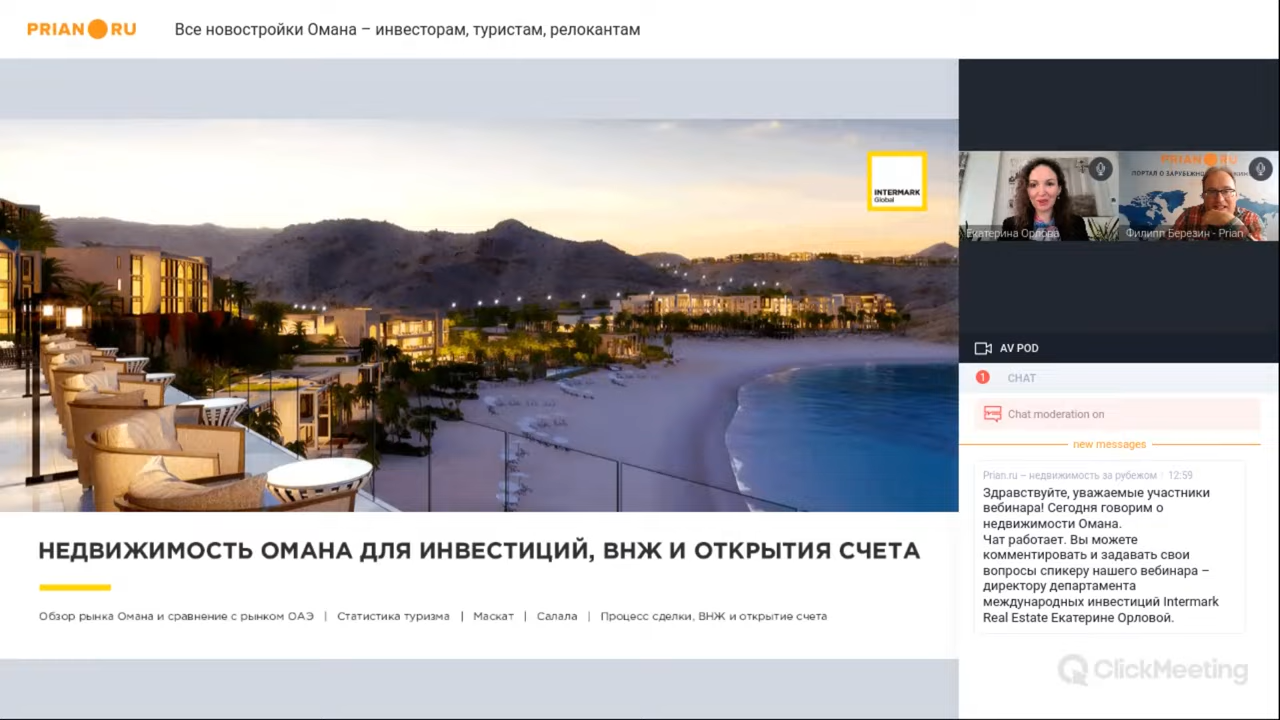 PRIAN RU
Все новостройки Омана – инвесторам, туристам, релокантам
INTERMARK
Global
PRIAN RU
Екатерина Орлова
Филипп Березин - Prian
AV POD
1
CHAT
Chat moderation on
new messages
Prian.ru – недвижимость за рубежом 12:59
Здравствуйте, уважаемые участники
вебинара! Сегодня говорим о
недвижимости Омана.
Чат работает. Вы можете
комментировать и задавать свои
вопросы спикеру нашего вебинара –
директору департамента
международных инвестиций Intermark
Real Estate Екатерине Орловой.
НЕДВИЖИМОСТЬ ОМАНА ДЛЯ ИНВЕСТИЦИЙ, ВНЖ И ОТКРЫТИЯ СЧЕТА
Обзор рынка Омана и сравнение с рынком ОАЭ | Статистика туризма | Маскат | Салала | Процесс сделки, ВНЖ и открытие счета
ClickMeeting